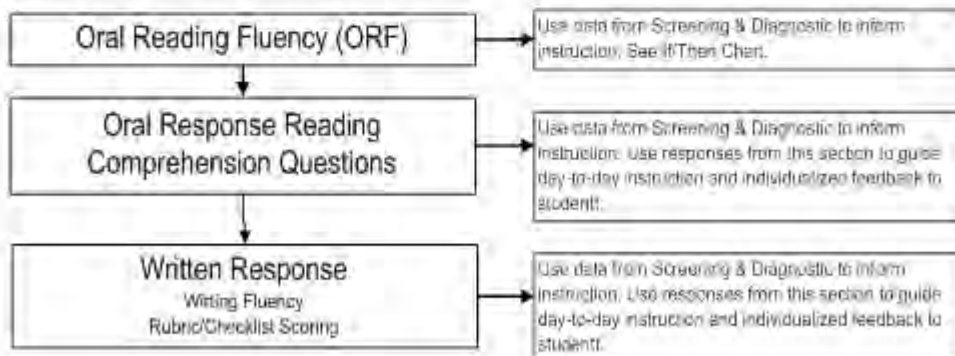 Oral Reading Fluency (ORF)
Use data from Screening & Diagnostic to inform
instruction. See If/Then Chart.
Oral Response Reading
Comprehension Questions
Use data from Screening & Diagnostic to inform
instruction. Use responses from this section to guide
day-to-day instruction and individualized feedback to
student!.
Written Response
Witting Fluency
Rubric/Checklist Scoring
Use data from Screening & Diagnostic to inform
instruction. Use responses from this section to guide
day-to-day instruction and individualized feedback to
student!.